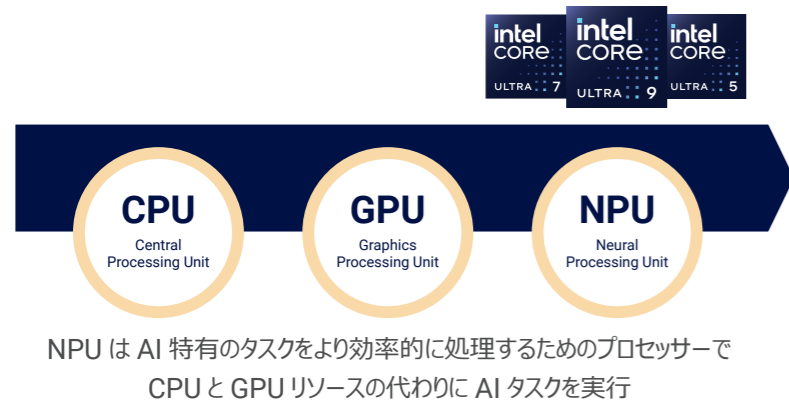 intel
CORE
ULTRA 7
intel
CORE
ULTRA 9
intel
CORE
ULTRA 5
CPU
Central
Processing Unit
GPU
Graphics
Processing Unit
NPU
Neural
Processing Unit
NPU は AI 特有のタスクをより効率的に処理するためのプロセッサーで
CPU と GPU リソースの代わりに AI タスクを実行